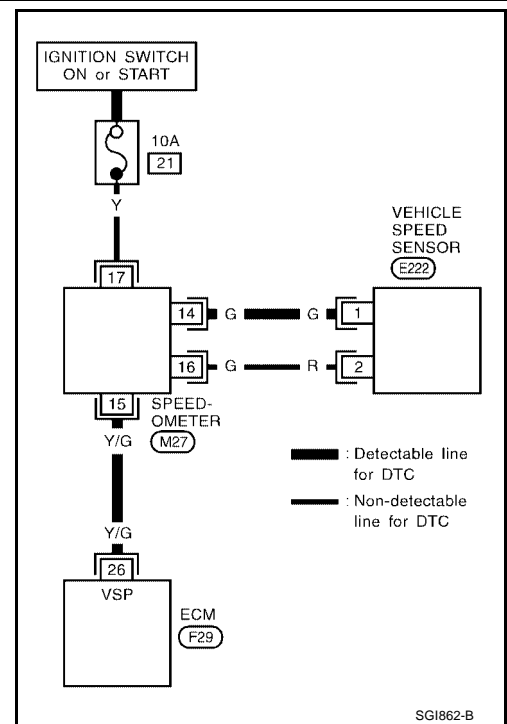 IGNITION SWITCH
ON or START
10A
21
Y
17
VEHICLE
SPEED
SENSOR
E222
14 G G 1
16 G R 2
15 SPEED-
OMETER
M27
Y/G
: Detectable line
for DTC
: Non-detectable
line for DTC
Y/G
26
VSP
ECM
F29
SGI862-B